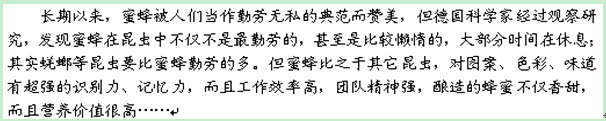 长期以来，蜜蜂被人们当作勤劳无私的典范而赞美，但德国科学家经过观察研
究，发现蜜蜂在昆虫中不仅不是最勤劳的，甚至是比较懒惰的，大部分时间在休息；
其实蜣螂等昆虫要比蜜蜂勤劳的多。但蜜蜂比之于其它昆虫，对图案、色彩、味道
有超强的识别力、记忆力，而且工作效率高，团队精神强，酿造的蜂蜜不仅香甜，
而且营养价值很高……↵